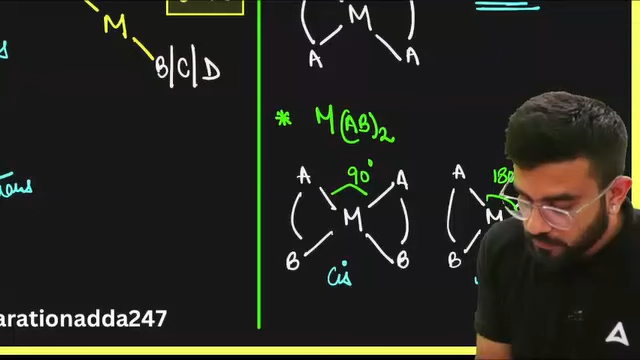 M
B|C|D
M
A A
* M(AB)₂
A 90° A
M
B B
cis
A 180
M
B
arationadda247